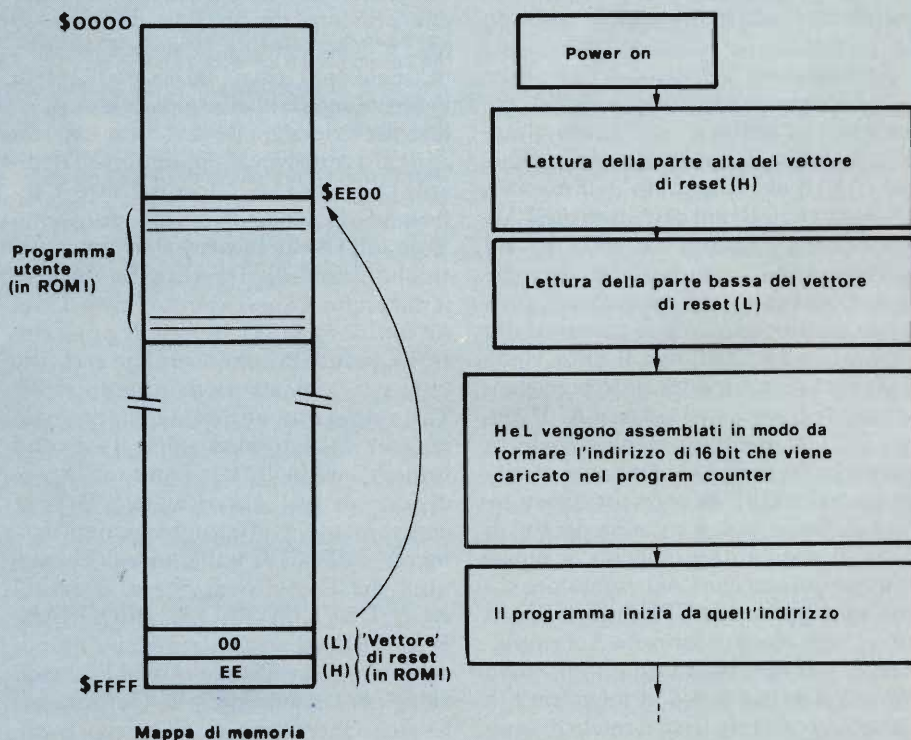 $0000
$EE00
Programma
utente
(in ROM!)
00
(L)
EE
(H)
'Vettore'
di reset
(in ROM!)
$FFFF
Mappa di memoria
Power on
Lettura della parte alta del vettore
di reset (H)
Lettura della parte bassa del vettore
di reset (L)
H e L vengono assemblati in modo da
formare l'indirizzo di 16 bit che viene
caricato nel program counter
Il programma inizia da quell'indirizzo